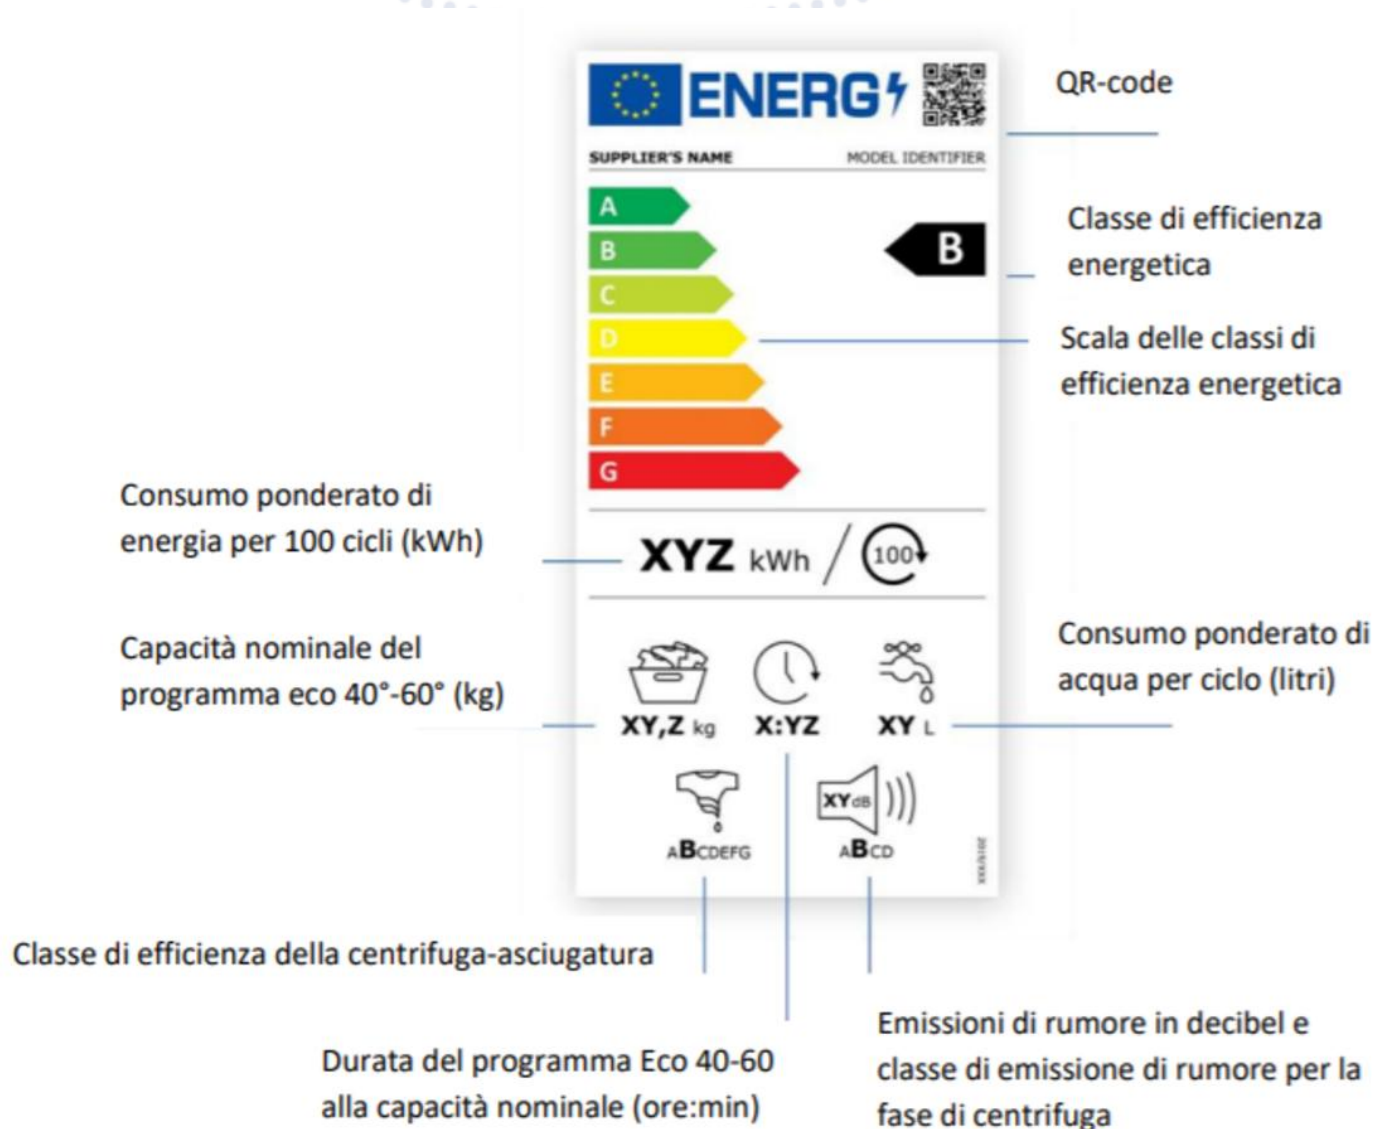 ENERG
QR-code
SUPPLIER'S NAME
MODEL IDENTIFIER
A
B
C
D
E
F
G
B
Classe di efficienza
energetica
Scala delle classi di
efficienza energetica
Consumo ponderato di
energia per 100 cicli (kWh)
XYZ kWh / 100
Capacità nominale del
programma eco 40°-60° (kg)
Consumo ponderato di
acqua per ciclo (litri)
XY,Z kg
X:YZ
XY L
XY dB
ABCDEFG
ABCD
2019/XXX
Classe di efficienza della centrifuga-asciugatura
Durata del programma Eco 40-60
alla capacità nominale (ore:min)
Emissioni di rumore in decibel e
classe di emissione di rumore per la
fase di centrifuga